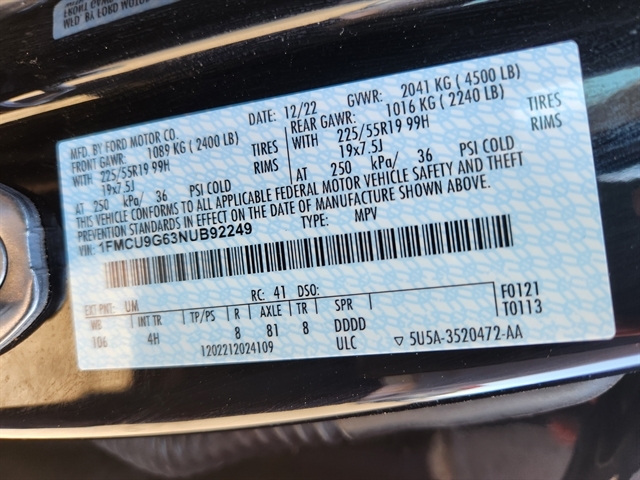 MFD. BY FORD MOTOR CO.
DATE: 12/22 GVWR: 2041 KG ( 4500 LB)
FRONT GAWR: 1089 KG ( 2400 LB) REAR GAWR: 1016 KG ( 2240 LB)
WITH 225/55R19 99H TIRES WITH 225/55R19 99H TIRES
19x7.5J RIMS 19x7.5J RIMS
AT 250 kPa/ 36 PSI COLD AT 250 kPa/ 36 PSI COLD
THIS VEHICLE CONFORMS TO ALL APPLICABLE FEDERAL MOTOR VEHICLE SAFETY AND THEFT
PREVENTION STANDARDS IN EFFECT ON THE DATE OF MANUFACTURE SHOWN ABOVE.
VIN: 1FMCU9G63NUB92249 TYPE: MPV
EXT PNT: UM RC: 41 DSO: F0121
WB INT TR TP/PS R AXLE TR SPR T0113
106 4H 8 81 8 DDDD
1202212024109 ULC ▽ 5U5A-3520472-AA